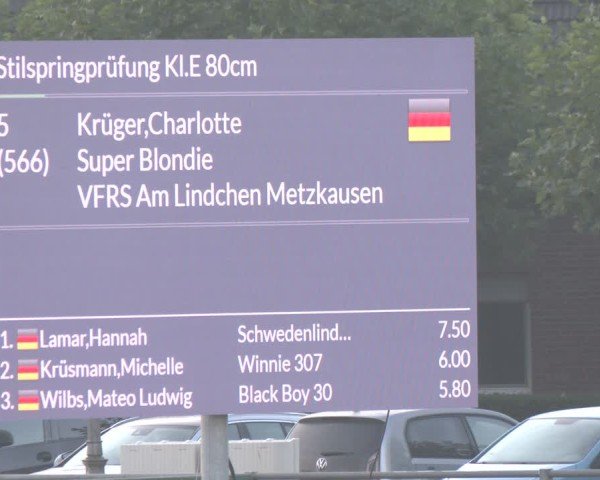 Stilspringprüfung Kl.E 80cm
5 Krüger,Charlotte
(566) Super Blondie
VFRS Am Lindchen Metzkausen
1. Lamar,Hannah Schwedenlind... 7.50
2. Krüsmann,Michelle Winnie 307 6.00
3. Wilbs,Mateo Ludwig Black Boy 30 5.80